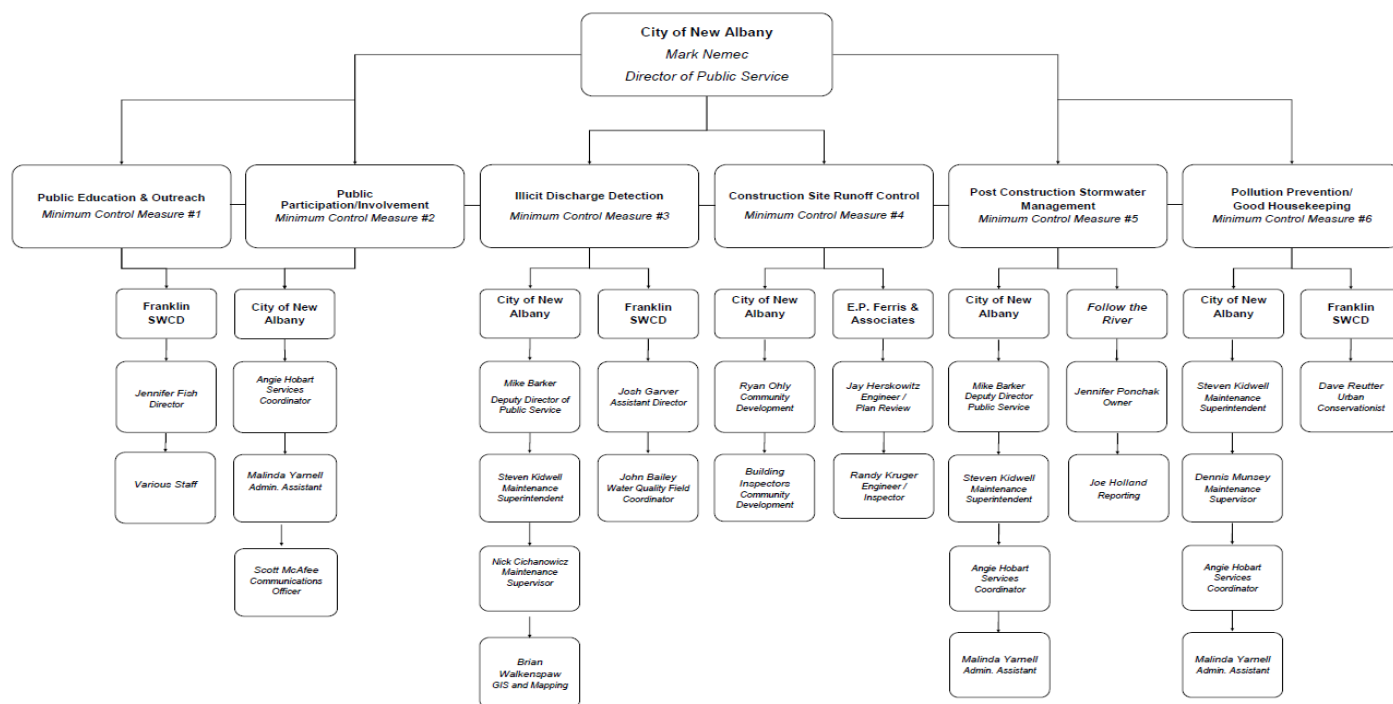 City of New Albany
Mark Nemec
Director of Public Service
Public Education & Outreach
Minimum Control Measure #1
Public
Participation/Involvement
Minimum Control Measure #2
Illicit Discharge Detection
Minimum Control Measure #3
Construction Site Runoff Control
Minimum Control Measure #4
Post Construction Stormwater
Management
Minimum Control Measure #5
Pollution Prevention/
Good Housekeeping
Minimum Control Measure #6
Franklin
SWCD
Jennifer Fish
Director
Various Staff
City of New
Albany
Angie Hobart
Services
Coordinator
Malinda Yarnell
Admin. Assistant
Scott McAfee
Communications
Officer
City of New
Albany
Mike Barker
Deputy Director of
Public Service
Steven Kidwell
Maintenance
Superintendent
Nick Cichanowicz
Maintenance
Supervisor
Brian
Walkenspaw
GIS and Mapping
Franklin
SWCD
Josh Garver
Assistant Director
John Bailey
Water Quality Field
Coordinator
City of New
Albany
Ryan Ohly
Community
Development
Building
Inspectors
Community
Development
E.P. Ferris &
Associates
Jay Herskowitz
Engineer /
Plan Review
Randy Kruger
Engineer /
Inspector
City of New
Albany
Mike Barker
Deputy Director
Public Service
Steven Kidwell
Maintenance
Superintendent
Angie Hobart
Services
Coordinator
Malinda Yarnell
Admin. Assistant
Follow the
River
Jennifer Ponchak
Owner
Joe Holland
Reporting
City of New
Albany
Steven Kidwell
Maintenance
Superintendent
Dennis Munsey
Maintenance
Supervisor
Angie Hobart
Services
Coordinator
Malinda Yarnell
Admin. Assistant
Franklin
SWCD
Dave Reutter
Urban
Conservationist